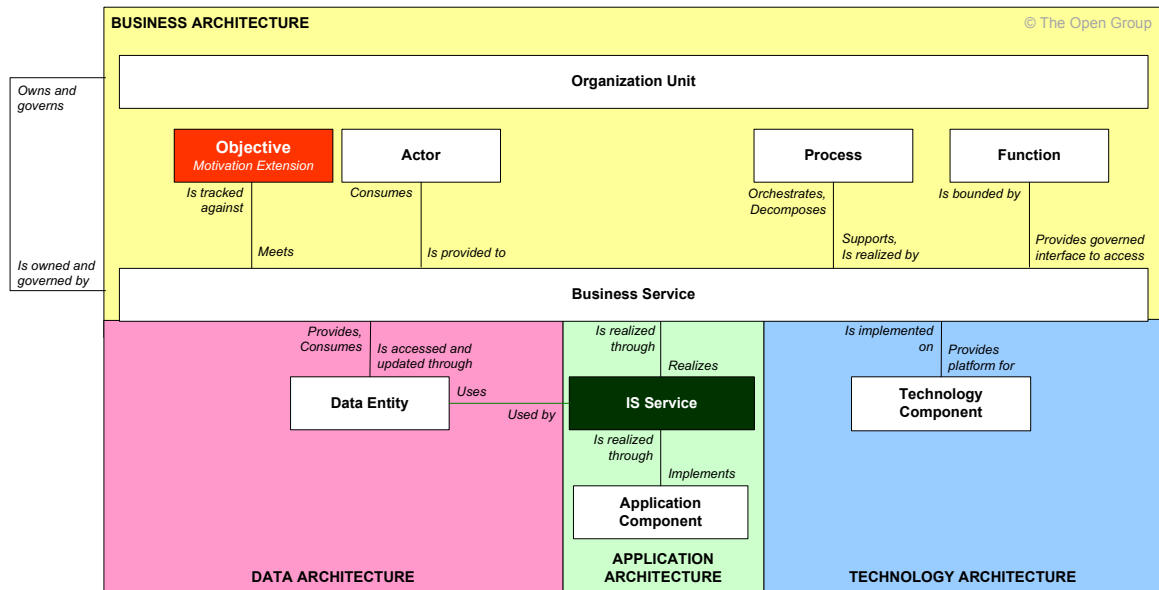 BUSINESS ARCHITECTURE
© The Open Group
Organization Unit
Owns and
governs
Objective
Motivation Extension
Actor
Process
Function
Is tracked
against
Consumes
Orchestrates,
Decomposes
Is bounded by
Meets
Is provided to
Supports,
Is realized by
Provides governed
interface to access
Is owned and
governed by
Business Service
Provides,
Consumes
Is accessed and
updated through
Is realized
through
Realizes
Is implemented
on
Provides
platform for
Data Entity
Uses
Used by
IS Service
Technology
Component
Is realized
through
Implements
Application
Component
DATA ARCHITECTURE
APPLICATION
ARCHITECTURE
TECHNOLOGY ARCHITECTURE